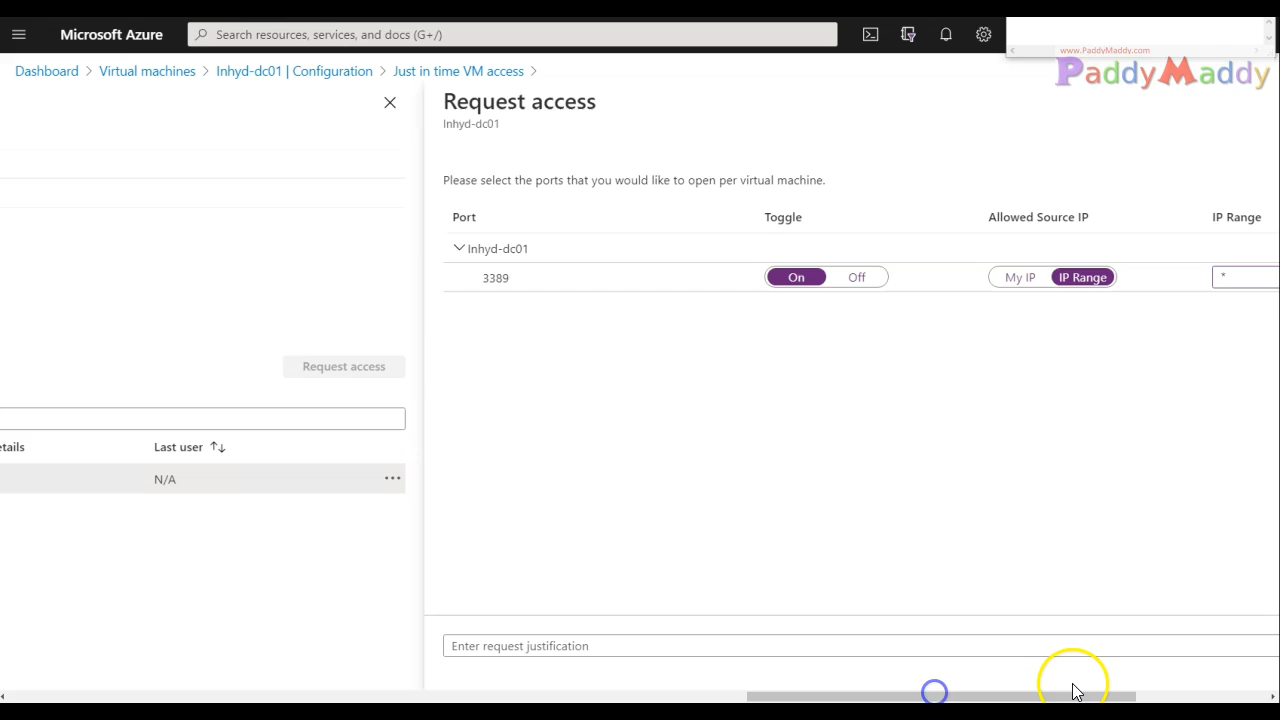 Microsoft Azure
Search resources, services, and docs (G+/)
www.PaddyMaddy.com
PaddyMaddy
Dashboard > Virtual machines > Inhyd-dc01 | Configuration > Just in time VM access >
Request access
Inhyd-dc01
Please select the ports that you would like to open per virtual machine.
Port Toggle Allowed Source IP IP Range
Inhyd-dc01
3389 On Off My IP IP Range *
Request access
etails Last user
N/A
Enter request justification